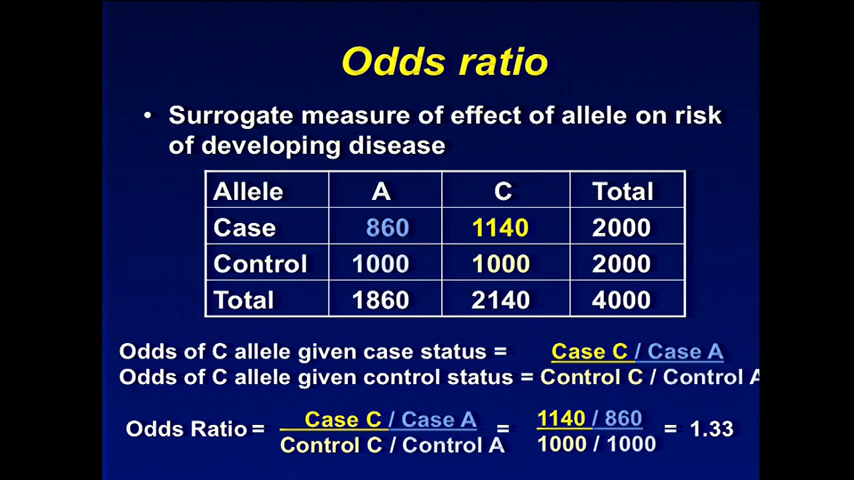 Odds ratio
• Surrogate measure of effect of allele on risk
of developing disease
Allele A C Total
Case 860 1140 2000
Control 1000 1000 2000
Total 1860 2140 4000
Odds of C allele given case status = Case C / Case A
Odds of C allele given control status = Control C / Control A
Odds Ratio = Case C / Case A = 1140 / 860 = 1.33
Control C / Control A 1000 / 1000